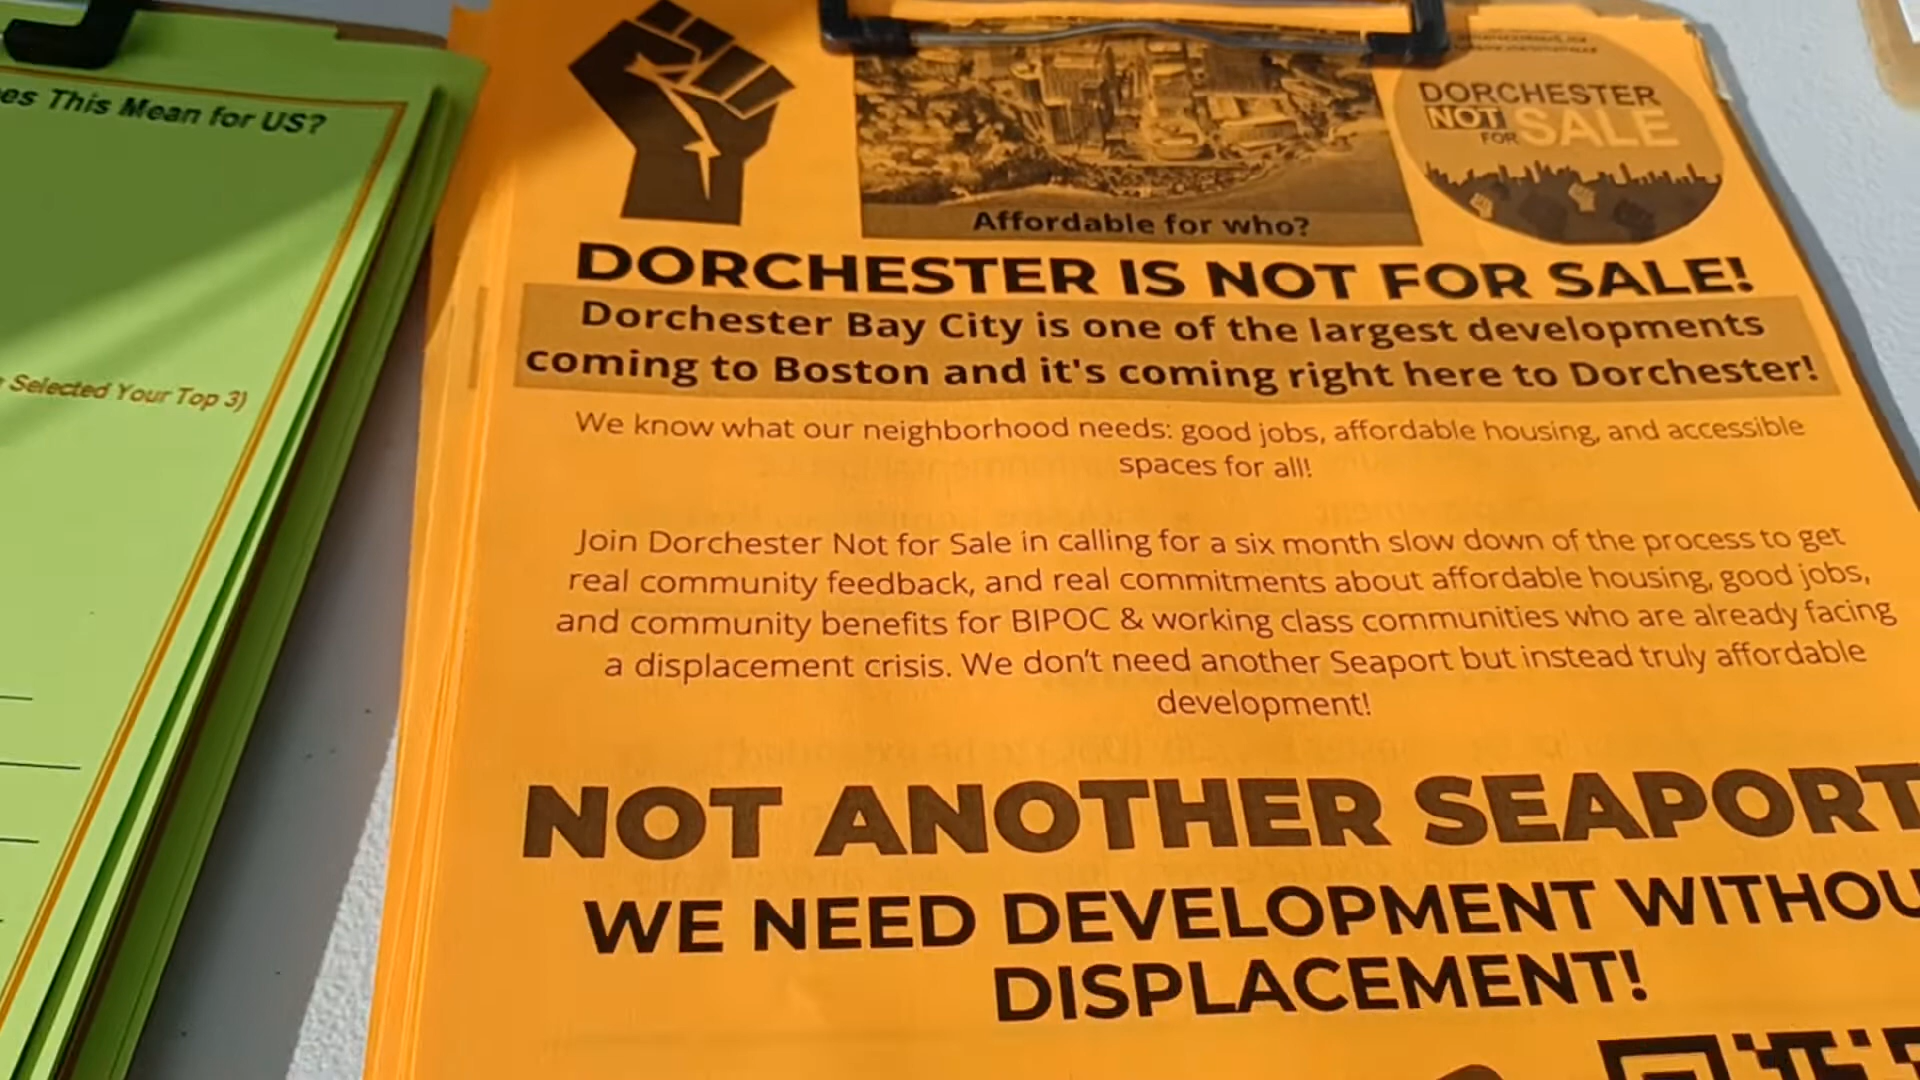 es This Mean for US?
Selected Your Top 3)
DORCHESTER
NOT
FOR SALE
Affordable for who?
DORCHESTER IS NOT FOR SALE!
Dorchester Bay City is one of the largest developments
coming to Boston and it's coming right here to Dorchester!
We know what our neighborhood needs: good jobs, affordable housing, and accessible
spaces for all!
Join Dorchester Not for Sale in calling for a six month slow down of the process to get
real community feedback, and real commitments about affordable housing, good jobs,
and community benefits for BIPOC & working class communities who are already facing
a displacement crisis. We don't need another Seaport but instead truly affordable
development!
NOT ANOTHER SEAPORT
WE NEED DEVELOPMENT WITHOU
DISPLACEMENT!